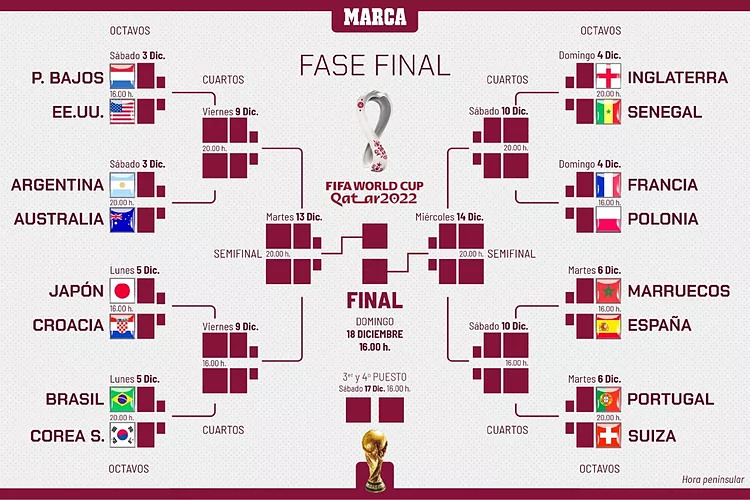 MARCA
FASE FINAL
FIFA WORLD CUP
Qatar2022
OCTAVOS
Sábado 3 Dic.
P. BAJOS
16.00 h.
EE.UU.
Sábado 3 Dic.
ARGENTINA
20.00 h.
AUSTRALIA
Lunes 5 Dic.
JAPÓN
16.00 h.
CROACIA
Lunes 5 Dic.
BRASIL
20.00 h.
COREA S.
OCTAVOS
CUARTOS
Viernes 9 Dic.
20.00 h.
Viernes 9 Dic.
16.00 h.
CUARTOS
Martes 13 Dic.
SEMIFINAL
20.00 h.
FINAL
DOMINGO
18 DICIEMBRE
16.00 h.
3er y 4º PUESTO
Sábado 17 Dic. 16.00 h.
Miércoles 14 Dic.
20.00 h.
SEMIFINAL
CUARTOS
Sábado 10 Dic.
20.00 h.
Sábado 10 Dic.
16.00 h.
CUARTOS
OCTAVOS
Domingo 4 Dic.
INGLATERRA
20.00 h.
SENEGAL
Domingo 4 Dic.
FRANCIA
16.00 h.
POLONIA
Martes 6 Dic.
MARRUECOS
16.00 h.
ESPAÑA
Martes 6 Dic.
PORTUGAL
20.00 h.
SUIZA
OCTAVOS
Hora peninsular